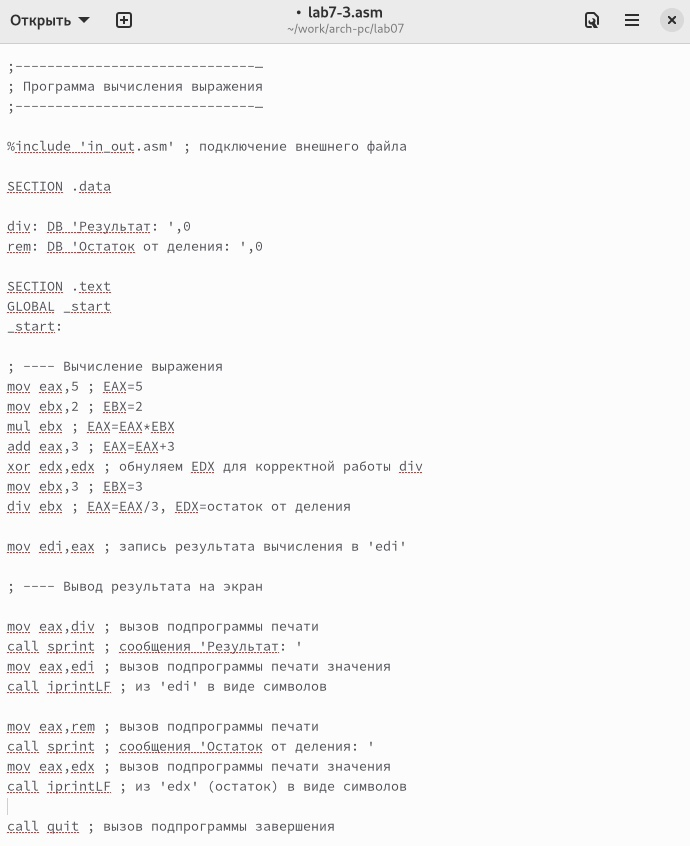 Открыть
• lab7-3.asm
~/work/arch-pc/lab07
;------------------------------—
; Программа вычисления выражения
;------------------------------—
%include 'in_out.asm' ; подключение внешнего файла
SECTION .data
div: DB 'Результат: ',0
rem: DB 'Остаток от деления: ',0
SECTION .text
GLOBAL _start
_start:
; ---- Вычисление выражения
mov eax,5 ; EAX=5
mov ebx,2 ; EBX=2
mul ebx ; EAX=EAX*EBX
add eax,3 ; EAX=EAX+3
xor edx,edx ; обнуляем EDX для корректной работы div
mov ebx,3 ; EBX=3
div ebx ; EAX=EAX/3, EDX=остаток от деления
mov edi,eax ; запись результата вычисления в 'edi'
; ---- Вывод результата на экран
mov eax,div ; вызов подпрограммы печати
call sprint ; сообщения 'Результат: '
mov eax,edi ; вызов подпрограммы печати значения
call iprintLF ; из 'edi' в виде символов
mov eax,rem ; вызов подпрограммы печати
call sprint ; сообщения 'Остаток от деления: '
mov eax,edx ; вызов подпрограммы печати значения
call iprintLF ; из 'edx' (остаток) в виде символов
call quit ; вызов подпрограммы завершения